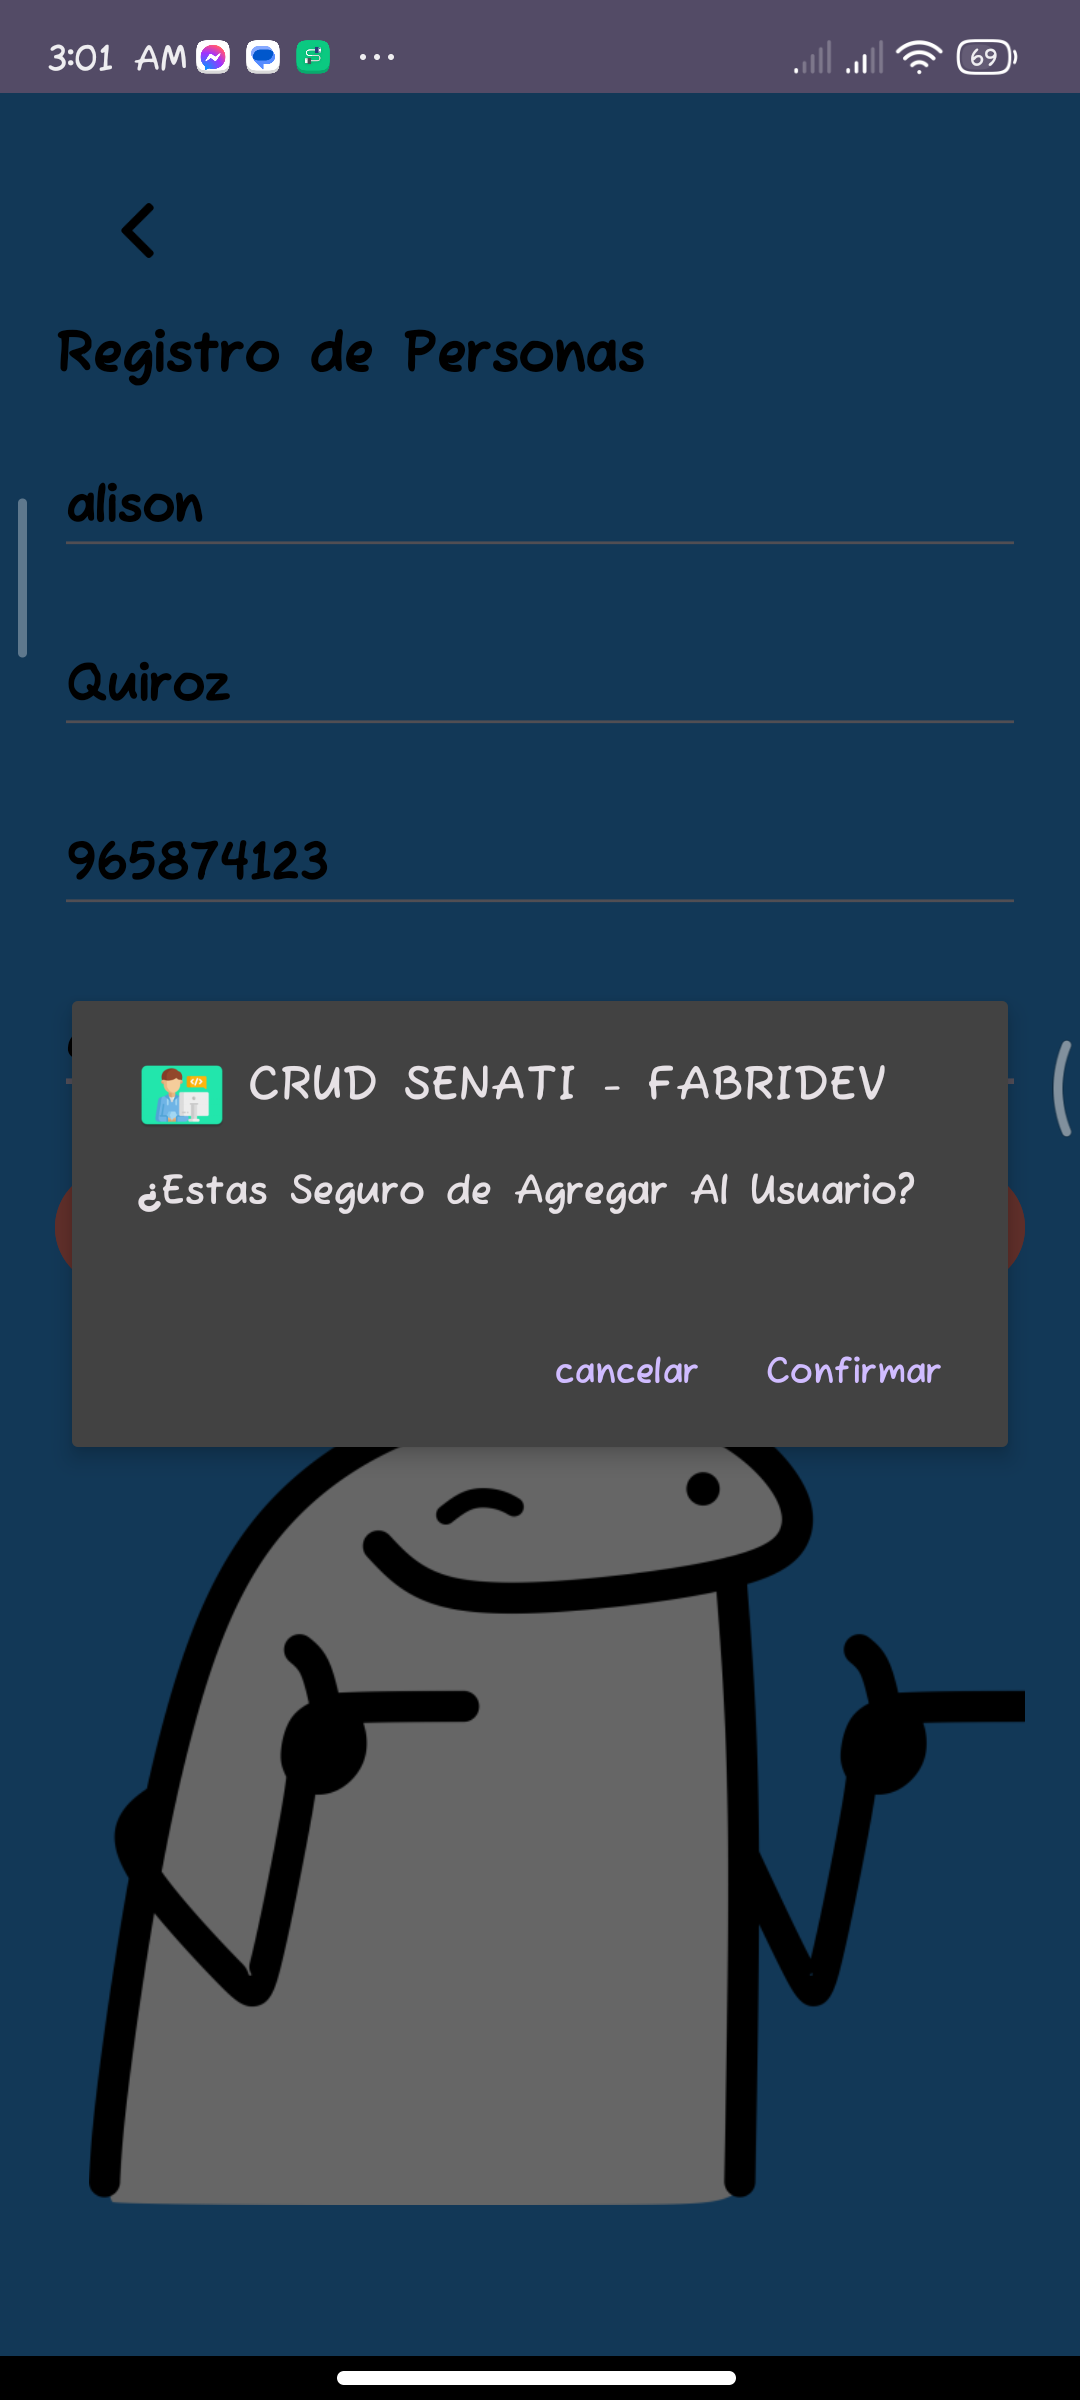 3:01 AM
69
Registro de Personas
alison
Quiroz
965874123
CRUD SENATI - FABRIDEV
¿Estas Seguro de Agregar Al Usuario?
cancelar Confirmar